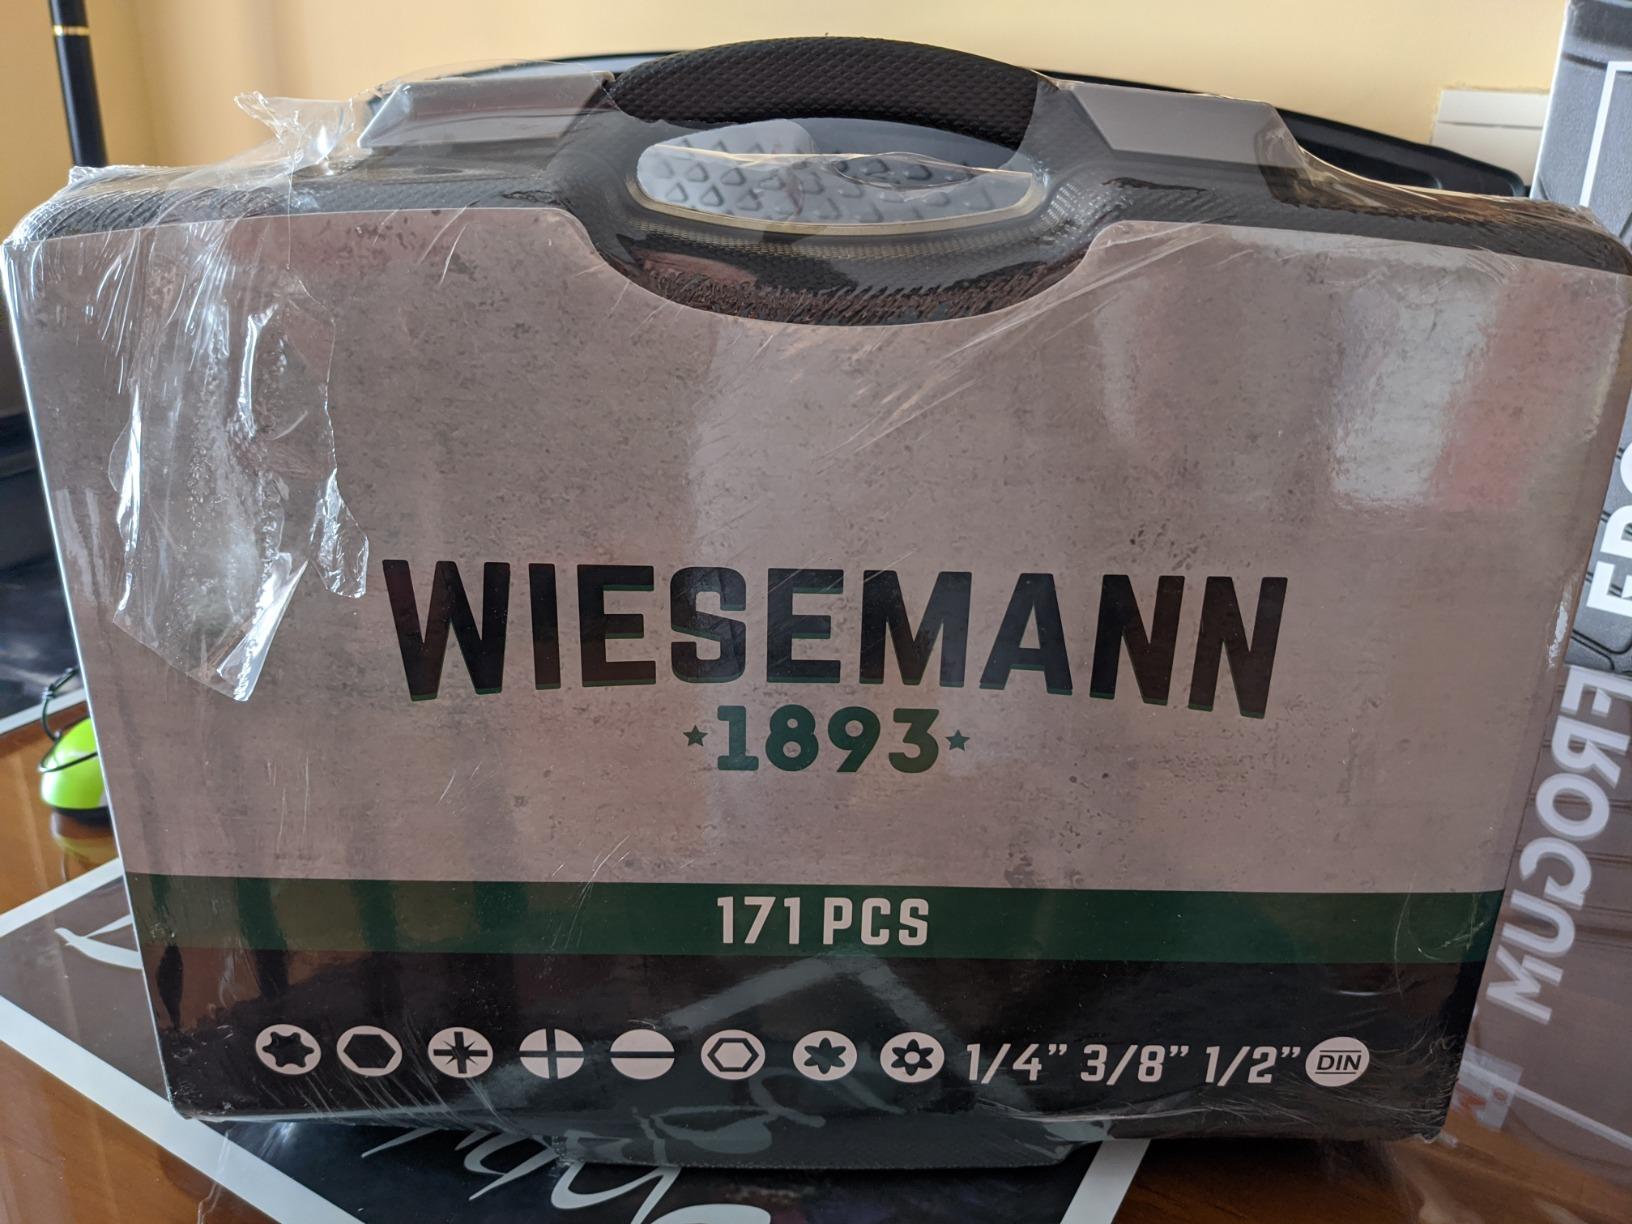 WIESEMANN
1893
171 PCS
1/4” 3/8” 1/2” DIN